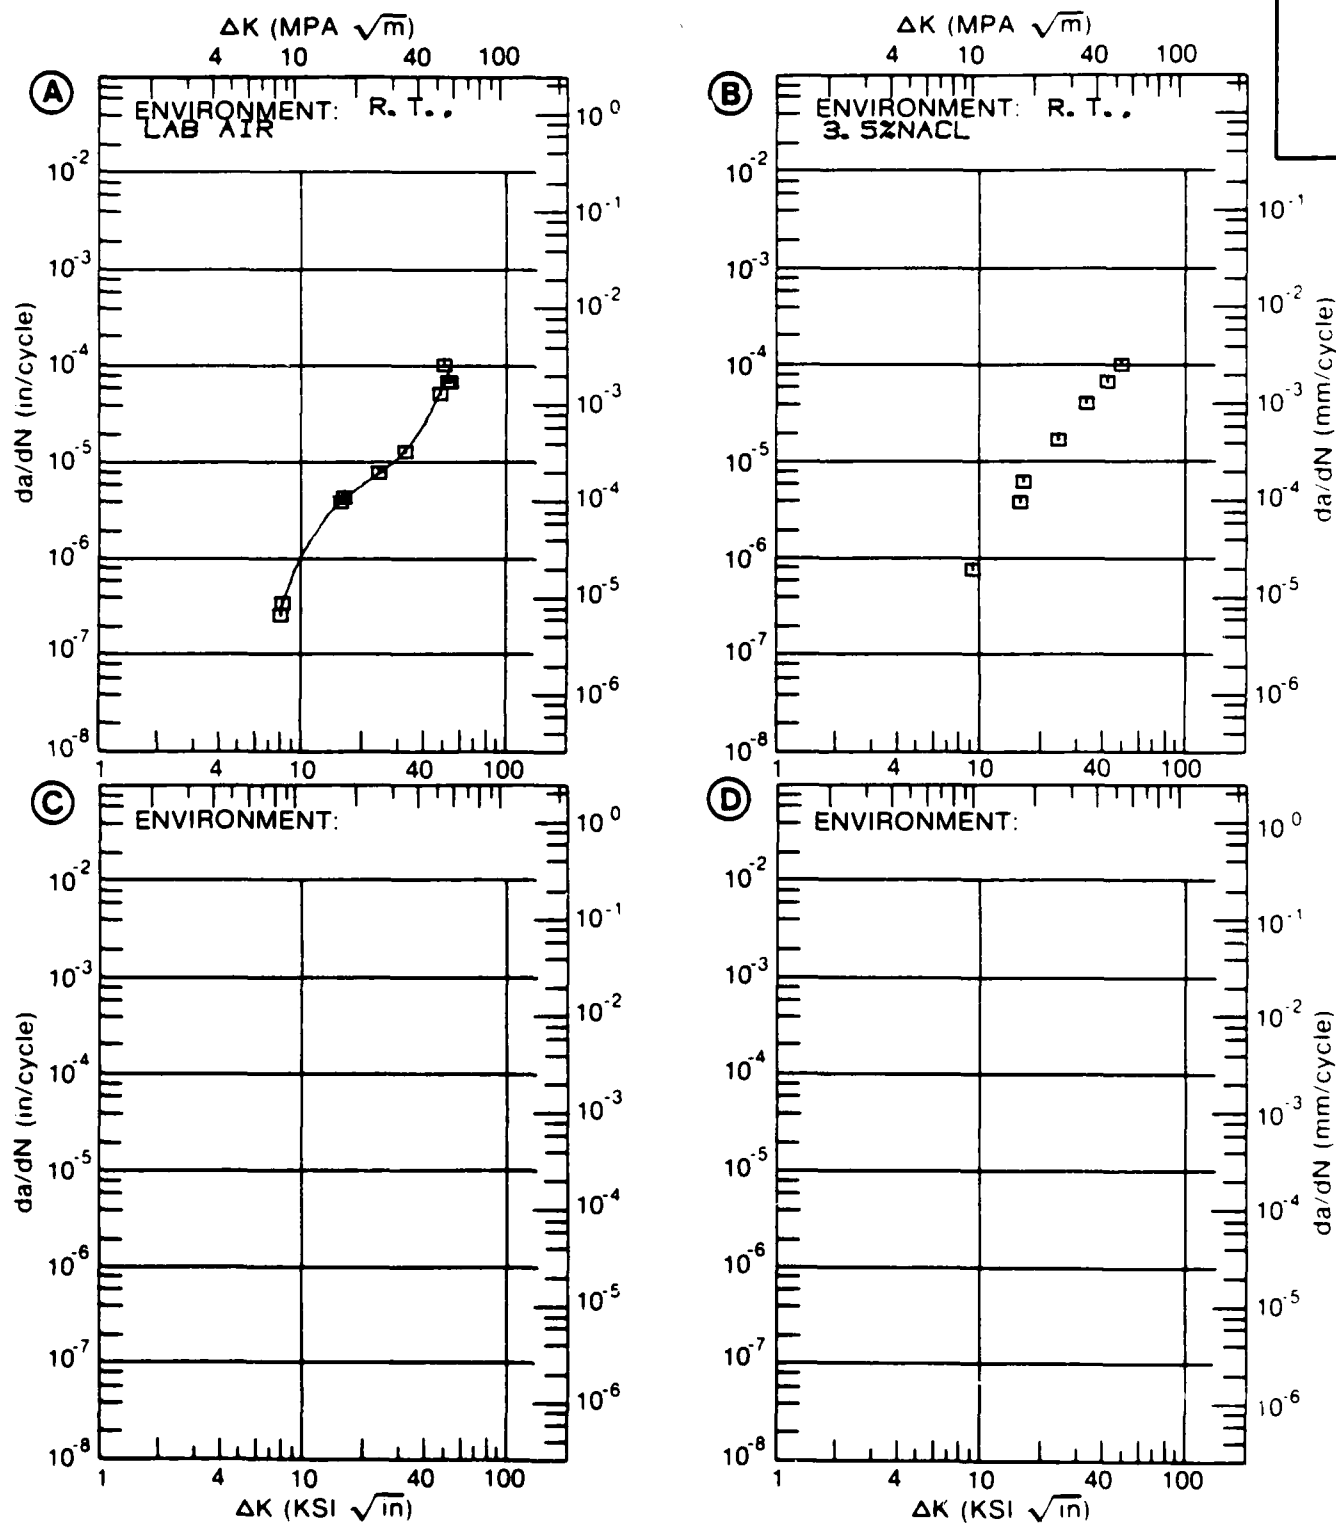 ΔK (MPA √m)
4 10 40 100
A
ENVIRONMENT: R. T.,
LAB AIR
10^0
10^-2
10^-1
10^-3
10^-2
10^-4
10^-3
10^-5
10^-4
10^-6
10^-5
10^-7
10^-6
10^-8
1 4 10 40 100
da/dN (in/cycle)
ΔK (MPA √m)
4 10 40 100
B
ENVIRONMENT: R. T.,
3. 5%NACL
10^-2
10^-1
10^-3
10^-2
10^-4
10^-3
10^-5
10^-4
10^-6
10^-5
10^-7
10^-6
10^-8
1 4 10 40 100
da/dN (mm/cycle)
C
ENVIRONMENT:
10^0
10^-2
10^-1
10^-3
10^-2
10^-4
10^-3
10^-5
10^-4
10^-6
10^-5
10^-7
10^-6
10^-8
1 4 10 40 100
da/dN (in/cycle)
ΔK (KSI √in)
D
ENVIRONMENT:
10^0
10^-2
10^-1
10^-3
10^-2
10^-4
10^-3
10^-5
10^-4
10^-6
10^-5
10^-7
10^-6
10^-8
1 4 10 40 100
da/dN (mm/cycle)
ΔK (KSI √in)